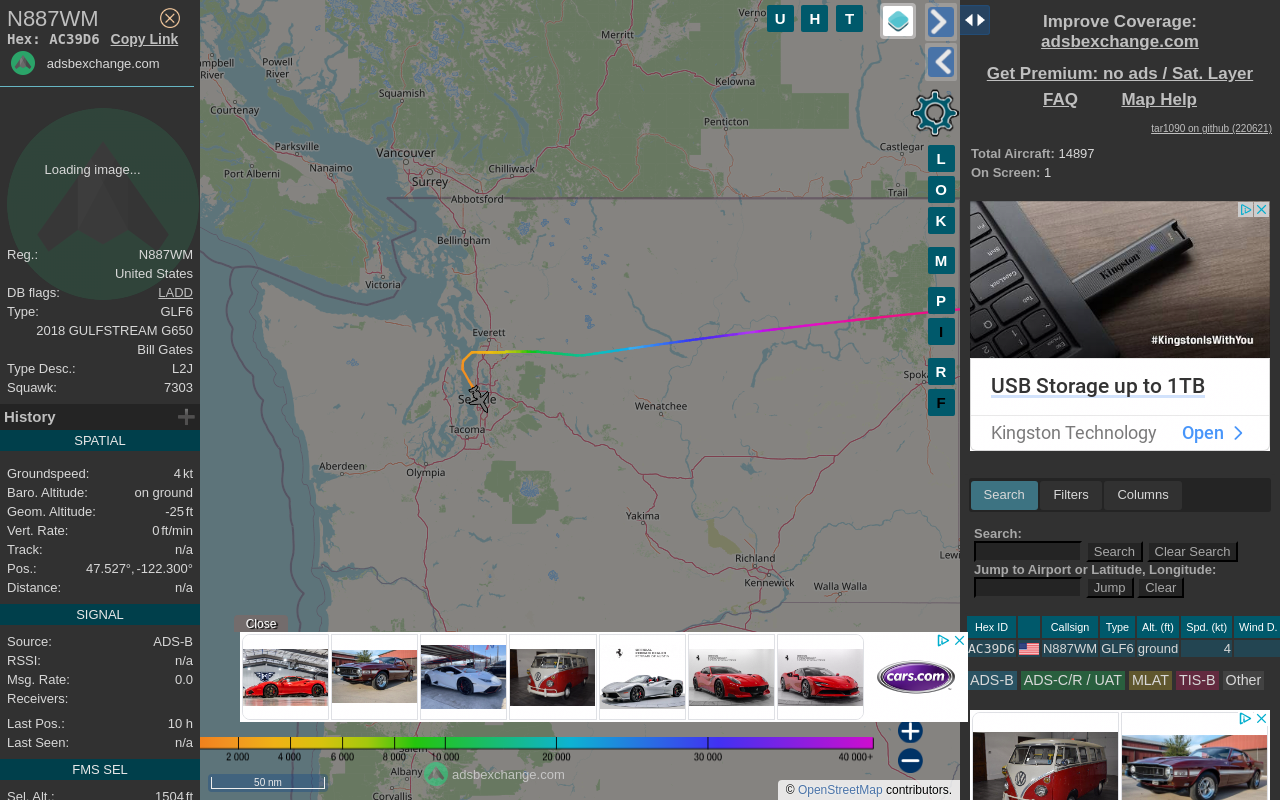 N887WM
Hex: AC39D6 Copy Link
adsbexchange.com
Loading image...
Reg.: N887WM
United States
DB flags: LADD
Type: GLF6
2018 GULFSTREAM G650
Bill Gates
Type Desc.: L2J
Squawk: 7303
History
SPATIAL
Groundspeed: 4 kt
Baro. Altitude: on ground
Geom. Altitude: -25 ft
Vert. Rate: 0 ft/min
Track: n/a
Pos.: 47.527°, -122.300°
Distance: n/a
SIGNAL
Source: ADS-B
RSSI: n/a
Msg. Rate: 0.0
Receivers:
Last Pos.: 10 h
Last Seen: n/a
FMS SEL
Sel. Alt.: 1504 ft
Merritt
Powell
River
River
Squamish
Kelowna
Courtenay
Penticton
Parksville
Vancouver
Castlegar
Nanaimo
Chilliwack
Port Alberni
Surrey
Trail
Abbotsford
Bellingham
Victoria
Everett
Wenatchee
Tacoma
Aberdeen
Olympia
Yakima
Richland
Kennewick
Walla Walla
Albany
Corvallis
U H T
L
O
K
M
P
I
R
F
Close
cars.com
2 000 4 000 6 000 8 000 10 000 20 000 30 000 40 000+
adsbexchange.com
50 nm
© OpenStreetMap contributors.
Improve Coverage:
adsbexchange.com
Get Premium: no ads / Sat. Layer
FAQ Map Help
tar1090 on github (220621)
Total Aircraft: 14897
On Screen: 1
Kingston
#KingstonIsWithYou
USB Storage up to 1TB
Kingston Technology Open
Search Filters Columns
Search:
Search Clear Search
Jump to Airport or Latitude, Longitude:
Jump Clear
Hex ID Callsign Type Alt. (ft) Spd. (kt) Wind D.
AC39D6 N887WM GLF6 ground 4
ADS-B ADS-C/R / UAT MLAT TIS-B Other